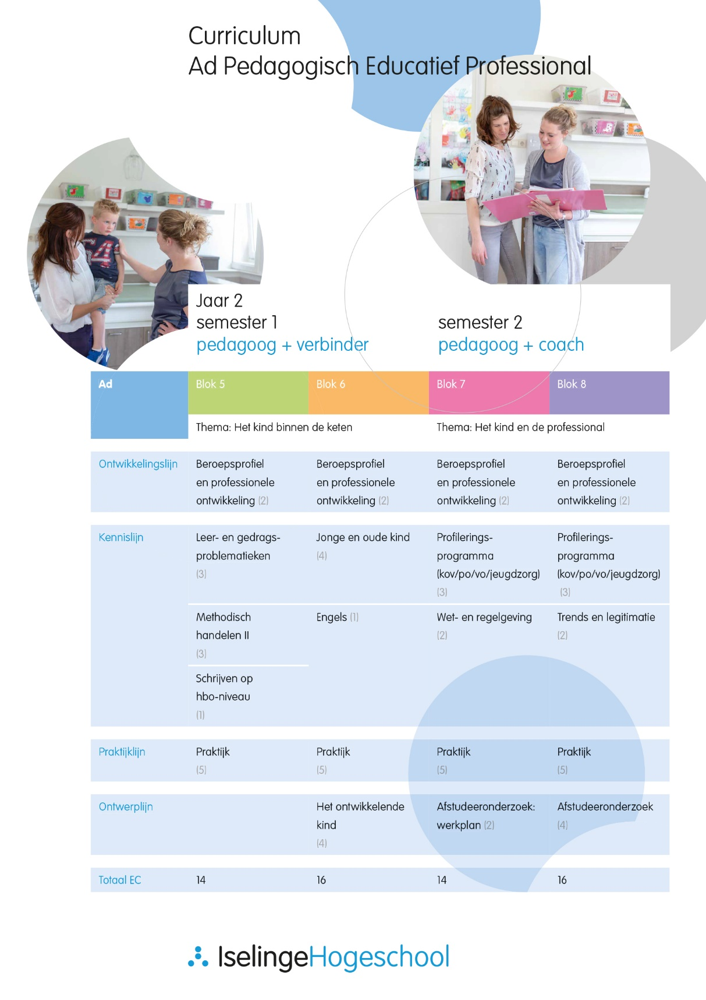 Curriculum
Ad Pedagogisch Educatief Professional
Jaar 2
semester 1
pedagoog + verbinder
semester 2
pedagoog + coach
Ad
Blok 5
Blok 6
Blok 7
Blok 8
Thema: Het kind binnen de keten
Thema: Het kind en de professional
Ontwikkelingslijn
Beroepsprofiel
en professionele
ontwikkeling (2)
Beroepsprofiel
en professionele
ontwikkeling (2)
Beroepsprofiel
en professionele
ontwikkeling (2)
Beroepsprofiel
en professionele
ontwikkeling (2)
Kennislijn
Leer- en gedrags-
problematieken
(3)
Jonge en oude kind
(4)
Profilerings-
programma
(kov/po/vo/jeugdzorg)
(3)
Profilerings-
programma
(kov/po/vo/jeugdzorg)
(3)
Methodisch
handelen II
(3)
Engels (1)
Wet- en regelgeving
(2)
Trends en legitimatie
(2)
Schrijven op
hbo-niveau
(1)
Praktijklijn
Praktijk
(5)
Praktijk
(5)
Praktijk
(5)
Praktijk
(5)
Ontwerplijn
Het ontwikkelende
kind
(4)
Afstudeeronderzoek:
werkplan (2)
Afstudeeronderzoek
(4)
Totaal EC
14
16
14
16
IselingeHogeschool